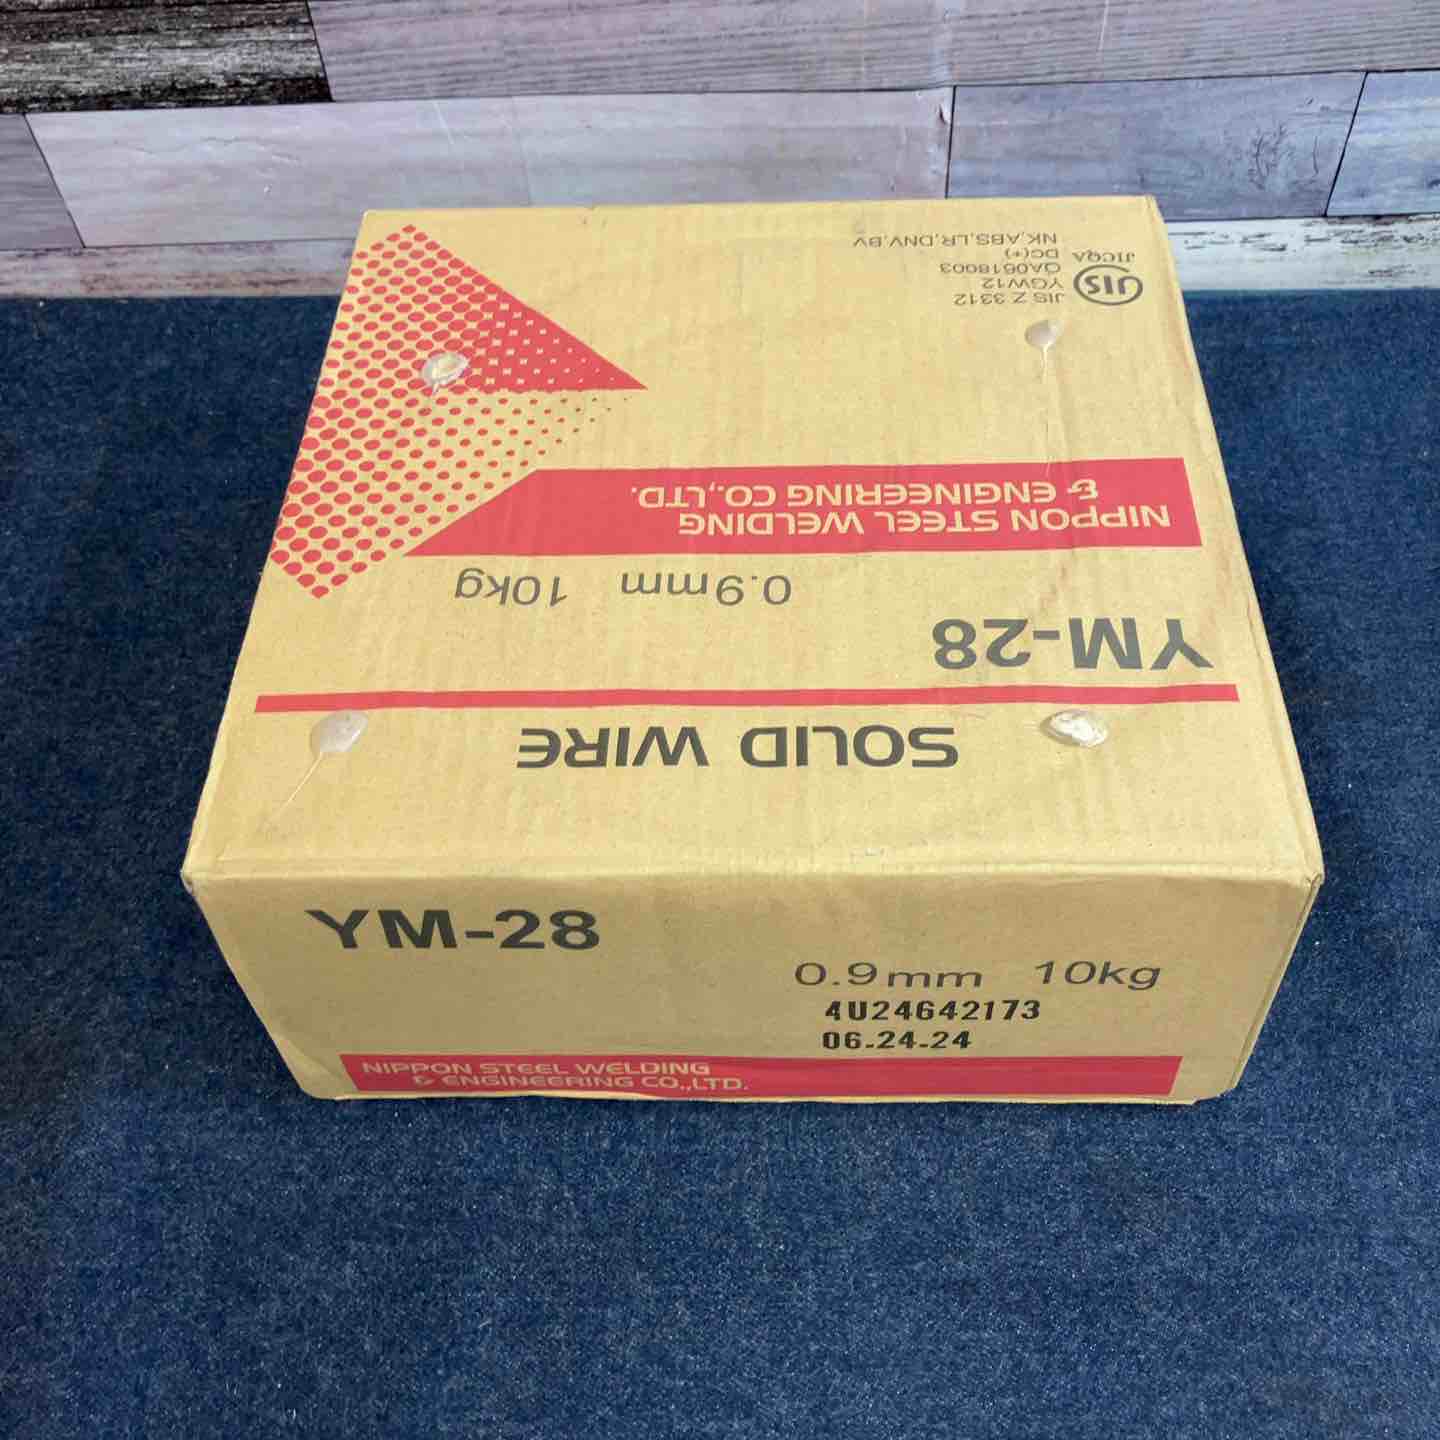 SOLID WIRE
YM-28
0.9mm 10kg
NIPPON STEEL WELDING
& ENGINEERING CO.,LTD.
JIS
JICQA
JIS Z 3312
YGW12
QA0618003
DC(+)
NK,ABS,LR,DNV,BV
YM-28
0.9mm 10kg
4U24642173
06.24.24
NIPPON STEEL WELDING
& ENGINEERING CO.,LTD.